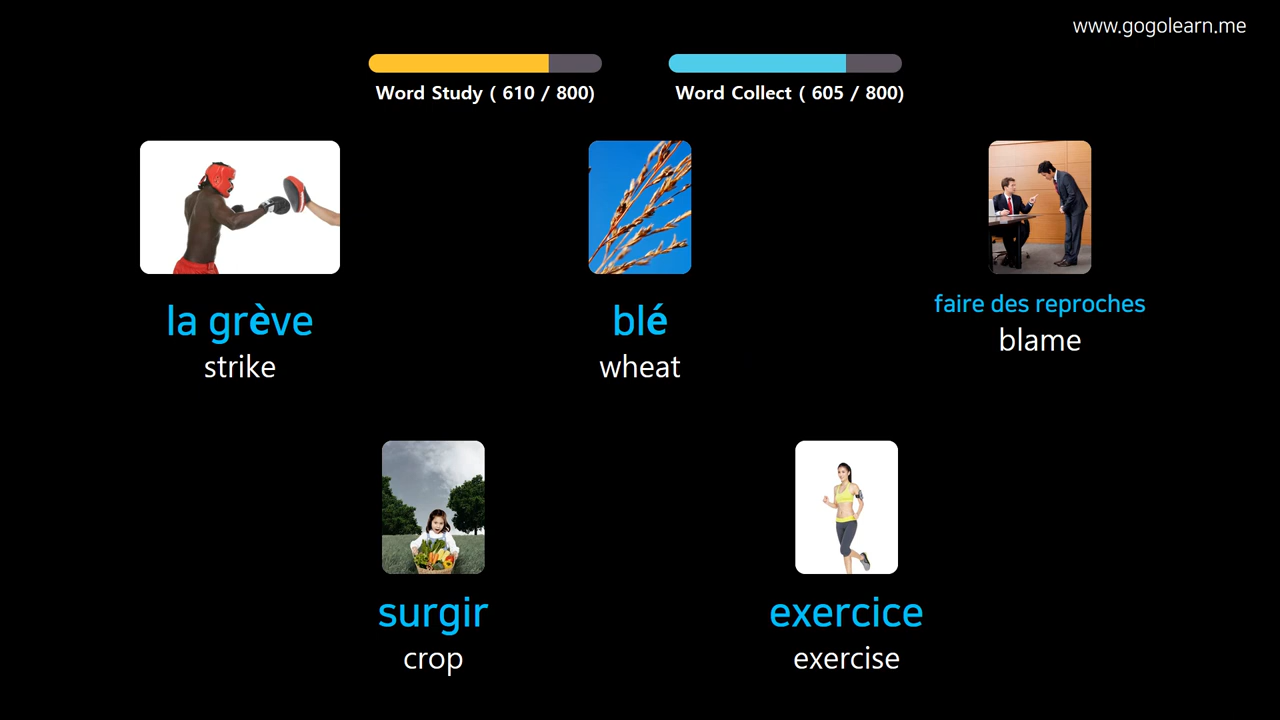 www.gogolearn.me
Word Study ( 610 / 800)
Word Collect ( 605 / 800)
la grève
strike
blé
wheat
faire des reproches
blame
surgir
crop
exercice
exercise